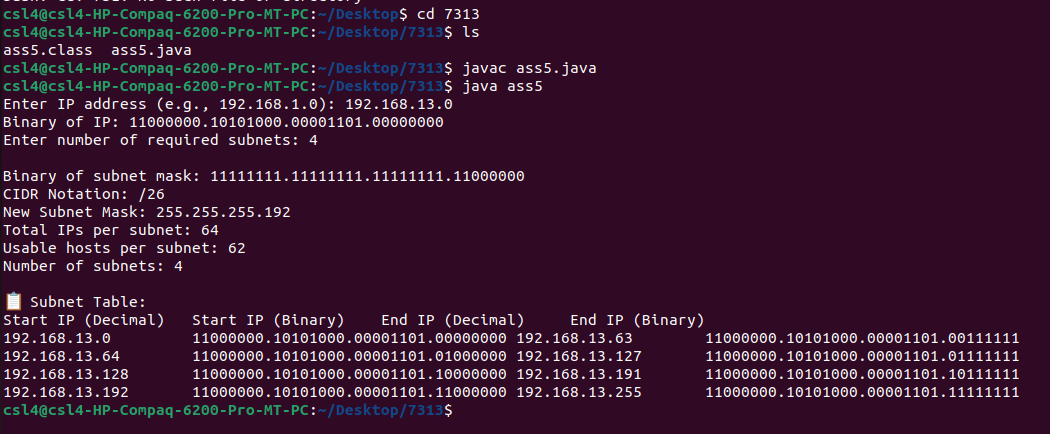 csl4@csl4-HP-Compaq-6200-Pro-MT-PC:~/Desktop$ cd 7313
csl4@csl4-HP-Compaq-6200-Pro-MT-PC:~/Desktop/7313$ ls
ass5.class  ass5.java
csl4@csl4-HP-Compaq-6200-Pro-MT-PC:~/Desktop/7313$ javac ass5.java
csl4@csl4-HP-Compaq-6200-Pro-MT-PC:~/Desktop/7313$ java ass5
Enter IP address (e.g., 192.168.1.0): 192.168.13.0
Binary of IP: 11000000.10101000.00001101.00000000
Enter number of required subnets: 4
Binary of subnet mask: 11111111.11111111.11111111.11000000
CIDR Notation: /26
New Subnet Mask: 255.255.255.192
Total IPs per subnet: 64
Usable hosts per subnet: 62
Number of subnets: 4
📋 Subnet Table:
Start IP (Decimal)   Start IP (Binary)    End IP (Decimal)     End IP (Binary)
192.168.13.0         11000000.10101000.00001101.00000000 192.168.13.63        11000000.10101000.00001101.00111111
192.168.13.64        11000000.10101000.00001101.01000000 192.168.13.127       11000000.10101000.00001101.01111111
192.168.13.128       11000000.10101000.00001101.10000000 192.168.13.191       11000000.10101000.00001101.10111111
192.168.13.192       11000000.10101000.00001101.11000000 192.168.13.255       11000000.10101000.00001101.11111111
csl4@csl4-HP-Compaq-6200-Pro-MT-PC:~/Desktop/7313$